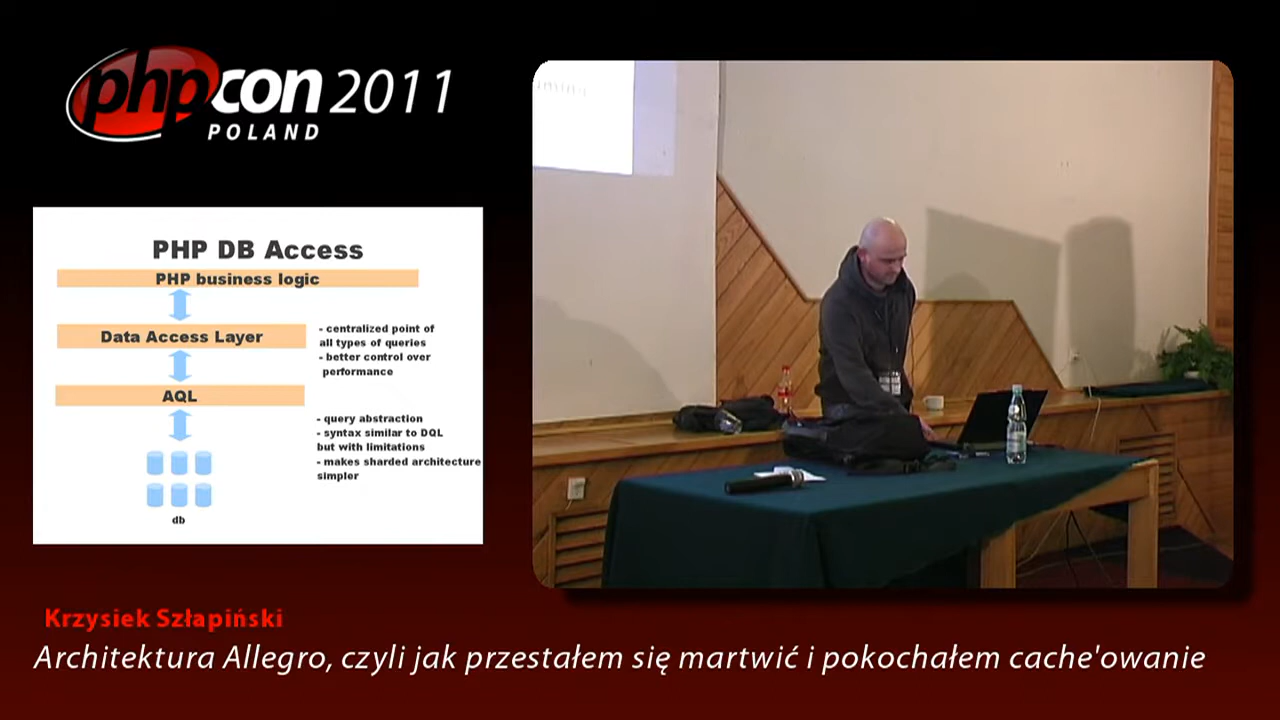 phpcon 2011
POLAND
PHP DB Access
PHP business logic
Data Access Layer
- centralized point of
all types of queries
- better control over
performance
AQL
- query abstraction
- syntax similar to DQL
but with limitations
- makes sharded architecture
simpler
db
Krzysiek Szłapiński
Architektura Allegro, czyli jak przestałem się martwić i pokochałem cache'owanie